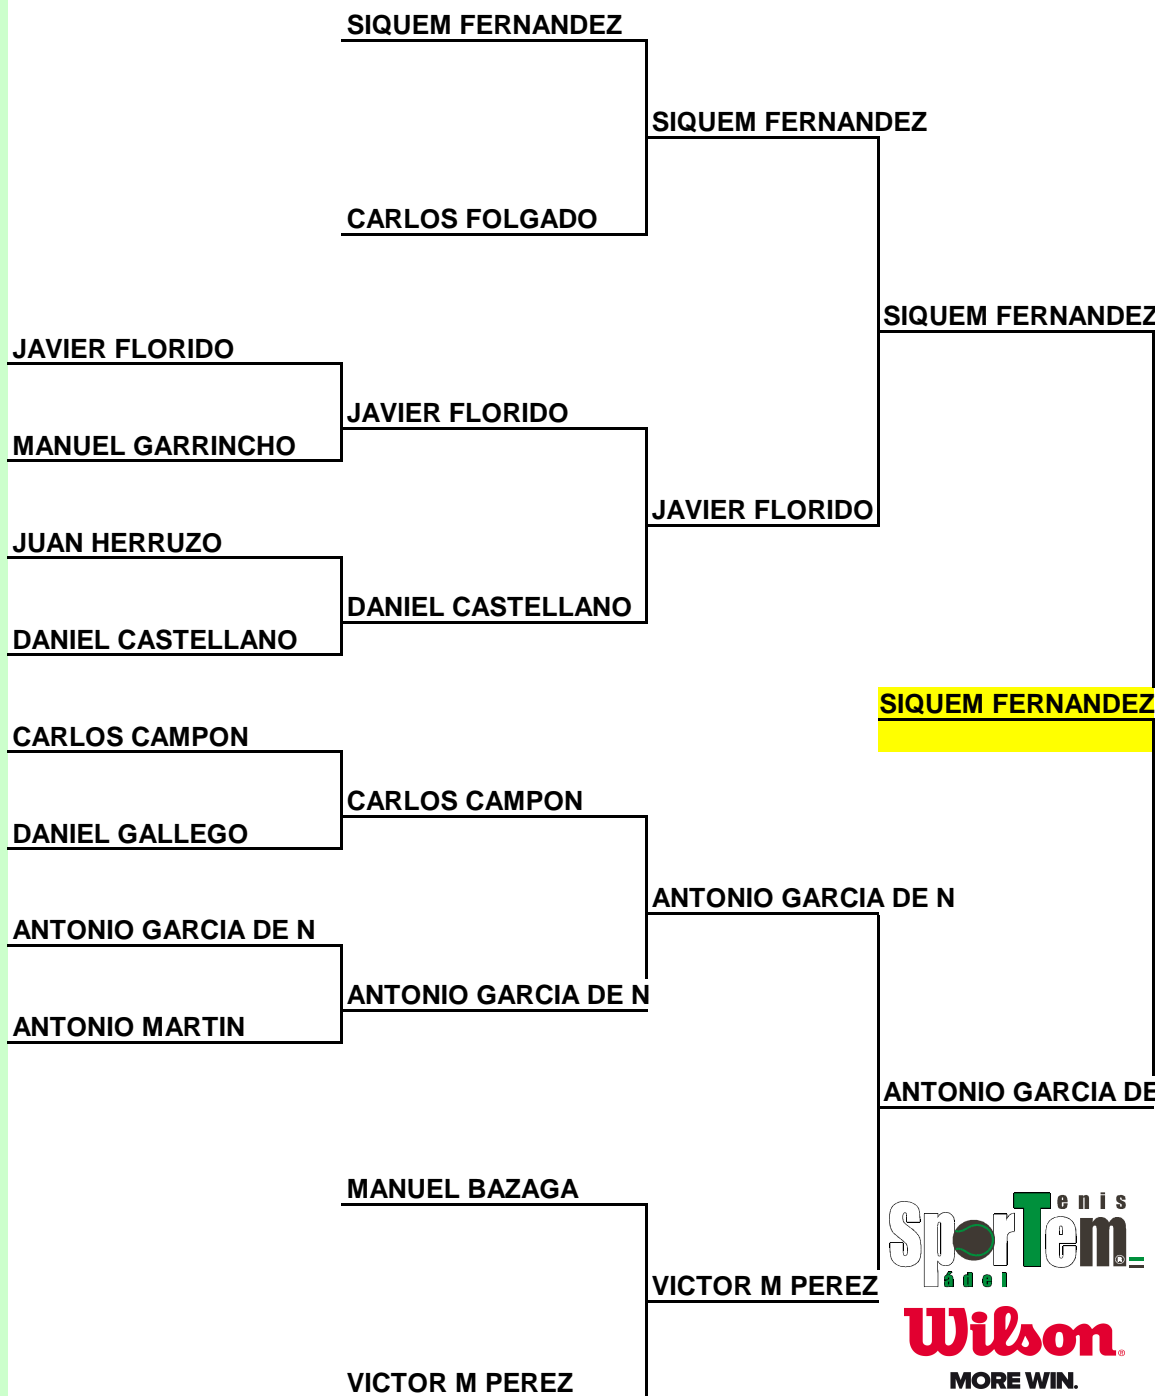 SIQUEM FERNANDEZ
SIQUEM FERNANDEZ
CARLOS FOLGADO
SIQUEM FERNANDEZ
JAVIER FLORIDO
JAVIER FLORIDO
MANUEL GARRINCHO
JAVIER FLORIDO
JUAN HERRUZO
DANIEL CASTELLANO
DANIEL CASTELLANO
SIQUEM FERNANDEZ
CARLOS CAMPON
CARLOS CAMPON
DANIEL GALLEGO
ANTONIO GARCIA DE N
ANTONIO GARCIA DE N
ANTONIO GARCIA DE N
ANTONIO MARTIN
ANTONIO GARCIA DE
MANUEL BAZAGA
Tenis
SporTem®
Pádel
VICTOR M PEREZ
Wilson®
VICTOR M PEREZ
MORE WIN.